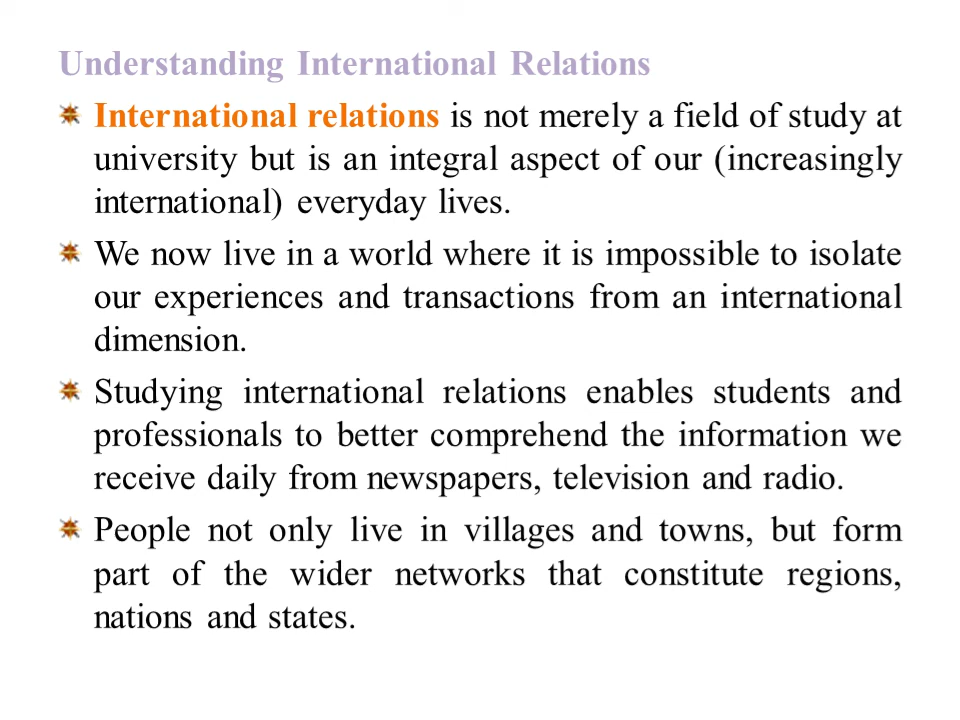 Understanding International Relations
International relations is not merely a field of study at
university but is an integral aspect of our (increasingly
international) everyday lives.
We now live in a world where it is impossible to isolate
our experiences and transactions from an international
dimension.
Studying international relations enables students and
professionals to better comprehend the information we
receive daily from newspapers, television and radio.
People not only live in villages and towns, but form
part of the wider networks that constitute regions,
nations and states.